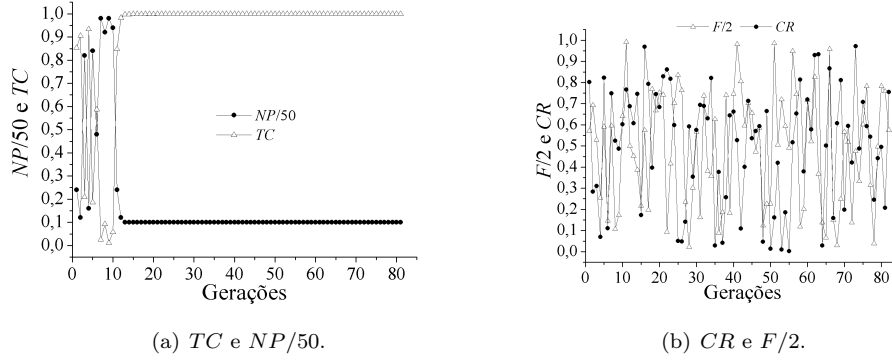 NP/50 e TC
1,0
0,9
0,8
0,7
0,6
0,5
0,4
0,3
0,2
0,1
0,0
NP/50
TC
0 10 20 30 40 50 60 70 80 90
Gerações
(a) TC e NP/50.
F/2 CR
F/2 e CR
1,0
0,9
0,8
0,7
0,6
0,5
0,4
0,3
0,2
0,1
0,0
0 10 20 30 40 50 60 70 80
Gerações
(b) CR e F/2.